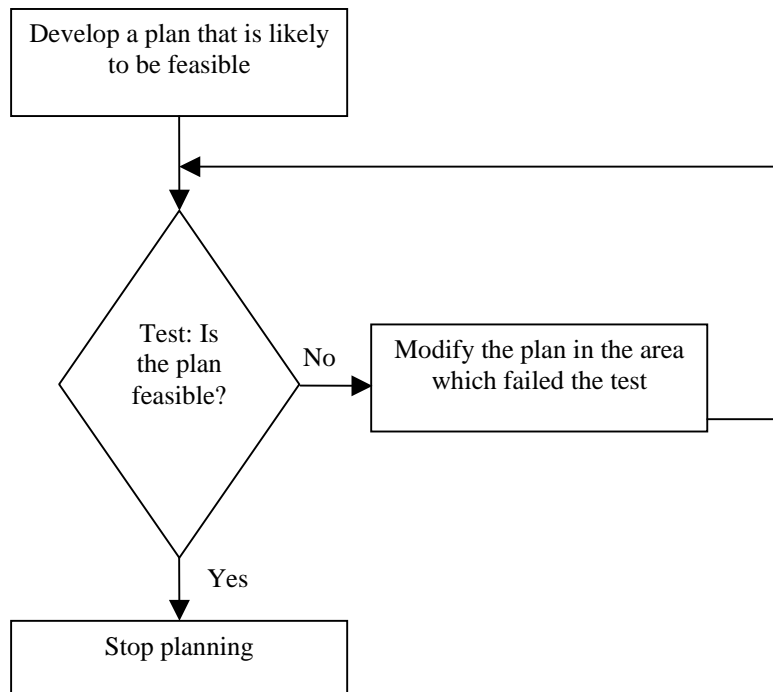 Develop a plan that is likely
to be feasible
Test: Is
the plan
feasible?
No
Modify the plan in the area
which failed the test
Yes
Stop planning